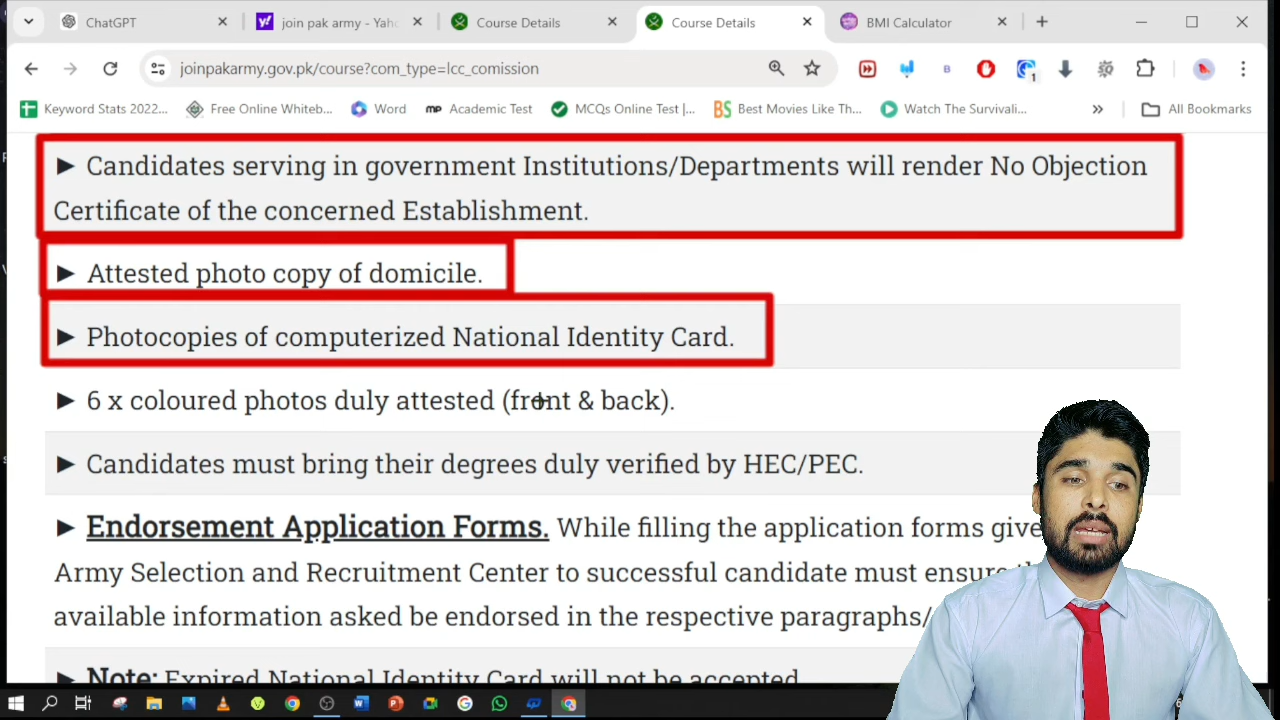 ChatGPT
join pak army - Yah
Course Details
Course Details
BMI Calculator
joinpakarmy.gov.pk/course?com_type=lcc_comission
1
Keyword Stats 2022...
Free Online Whiteb...
Word
MP Academic Test
MCQs Online Test |...
BS Best Movies Like Th...
Watch The Survivali...
» All Bookmarks
► Candidates serving in government Institutions/Departments will render No Objection
Certificate of the concerned Establishment.
► Attested photo copy of domicile.
► Photocopies of computerized National Identity Card.
► 6 x coloured photos duly attested (front & back).
► Candidates must bring their degrees duly verified by HEC/PEC.
► Endorsement Application Forms. While filling the application forms give
Army Selection and Recruitment Center to successful candidate must ensure
available information asked be endorsed in the respective paragraphs/
► Note: Expired National Identity Card will not be accepted